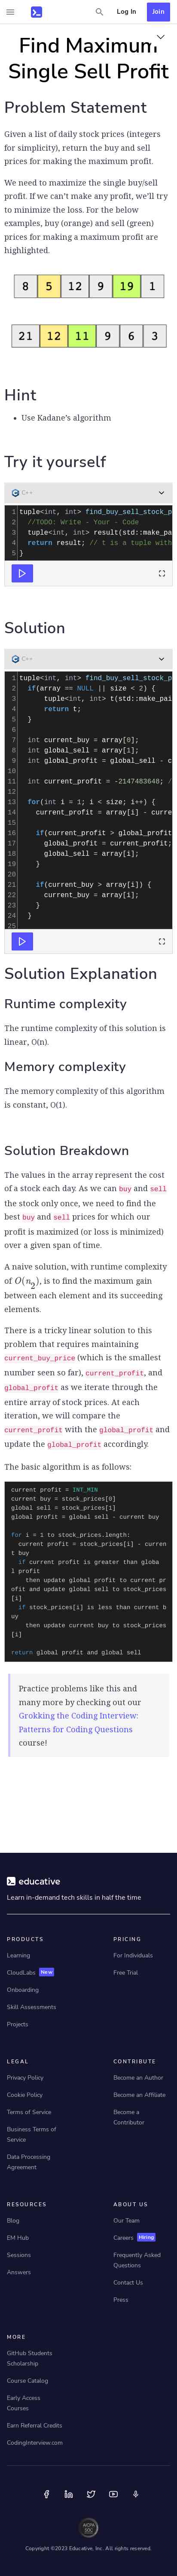 Log In
Join
Find Maximum
Single Sell Profit
Problem Statement
Given a list of daily stock prices (integers
for simplicity), return the buy and sell
prices for making the maximum profit.
We need to maximize the single buy/sell
profit. If we can't make any profit, we'll try
to minimize the loss. For the below
examples, buy (orange) and sell (green)
prices for making a maximum profit are
highlighted.
8 5 12 9 19 1
21 12 11 9 6 3
Hint
Use Kadane's algorithm
Try it yourself
C++
1 tuple<int, int> find_buy_sell_stock_p
2 //TODO: Write - Your - Code
3 tuple<int, int> result(std::make_pai
4 return result; // t is a tuple with
5 }
Solution
C++
1 tuple<int, int> find_buy_sell_stock_p
2 if(array == NULL || size < 2) {
3 tuple<int, int> t(std::make_pai
4 return t;
5 }
6
7 int current_buy = array[0];
8 int global_sell = array[1];
9 int global_profit = global_sell - c
10
11 int current_profit = -2147483648; /
12
13 for(int i = 1; i < size; i++) {
14 current_profit = array[i] - curre
15
16 if(current_profit > global_profit
17 global_profit = current_profit;
18 global_sell = array[i];
19 }
20
21 if(current_buy > array[i]) {
22 current_buy = array[i];
23 }
24 }
25
Solution Explanation
Runtime complexity
The runtime complexity of this solution is
linear, O(n).
Memory complexity
The memory complexity of this algorithm
is constant, O(1).
Solution Breakdown
The values in the array represent the cost
of a stock each day. As we can buy and sell
the stock only once, we need to find the
best buy and sell prices for which our
profit is maximized (or loss is minimized)
over a given span of time.
A naive solution, with runtime complexity
of O(n2), is to find the maximum gain
between each element and its succeeding
elements.
There is a tricky linear solution to this
problem that requires maintaining
current_buy_price (which is the smallest
number seen so far), current_profit, and
global_profit as we iterate through the
entire array of stock prices. At each
iteration, we will compare the
current_profit with the global_profit and
update the global_profit accordingly.
The basic algorithm is as follows:
current profit = INT_MIN
current buy = stock_prices[0]
global sell = stock_prices[1]
global profit = global sell - current buy
for i = 1 to stock_prices.length:
current profit = stock_prices[i] - curren
t buy
if current profit is greater than globa
l profit
then update global profit to current pr
ofit and update global sell to stock_prices
[i]
if stock_prices[i] is less than current b
uy
then update current buy to stock_prices
[i]
return global profit and global sell
Practice problems like this and
many more by checking out our
Grokking the Coding Interview:
Patterns for Coding Questions
course!
educative
Learn in-demand tech skills in half the time
PRODUCTS
Learning
CloudLabs New
Onboarding
Skill Assessments
Projects
PRICING
For Individuals
Free Trial
LEGAL
Privacy Policy
Cookie Policy
Terms of Service
Business Terms of
Service
Data Processing
Agreement
CONTRIBUTE
Become an Author
Become an Affiliate
Become a
Contributor
RESOURCES
Blog
EM Hub
Sessions
Answers
ABOUT US
Our Team
Careers Hiring
Frequently Asked
Questions
Contact Us
Press
MORE
GitHub Students
Scholarship
Course Catalog
Early Access
Courses
Earn Referral Credits
CodingInterview.com
Copyright ©2023 Educative, Inc. All rights reserved.